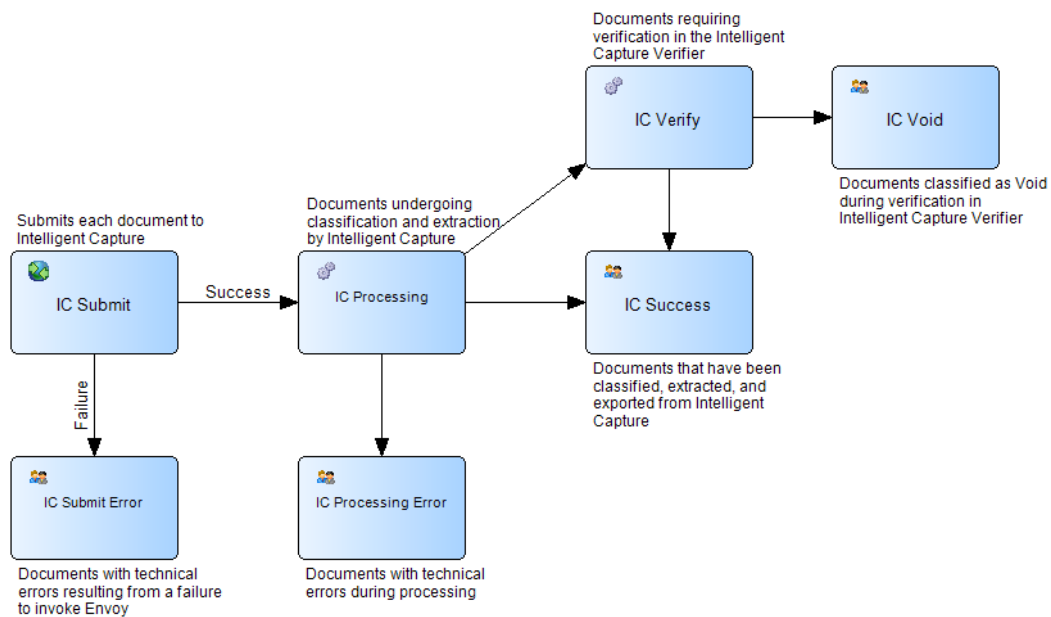 Documents requiring
verification in the Intelligent
Capture Verifier
IC Verify
IC Void
Documents classified as Void
during verification in
Intelligent Capture Verifier
Submits each document to
Intelligent Capture
IC Submit
Success
Documents undergoing
classification and extraction
by Intelligent Capture
IC Processing
IC Success
Documents that have been
classified, extracted, and
exported from Intelligent
Capture
Failure
IC Submit Error
Documents with technical
errors resulting from a failure
to invoke Envoy
IC Processing Error
Documents with technical
errors during processing